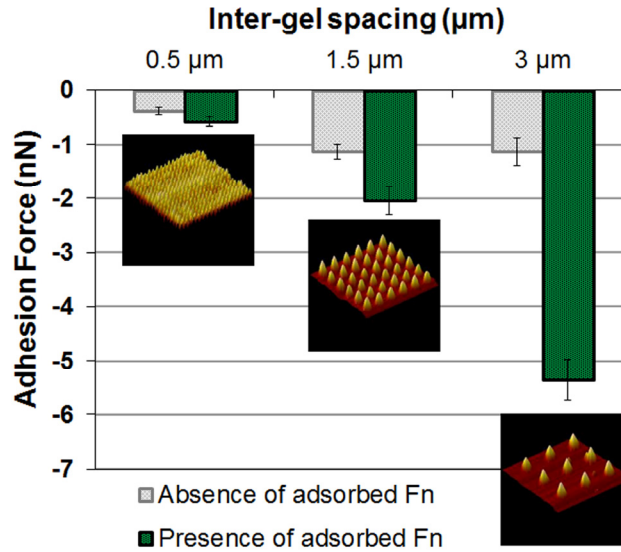 Inter-gel spacing (µm)
0.5 µm 1.5 µm 3 µm
Adhesion Force (nN)
0
-1
-2
-3
-4
-5
-6
-7
Absence of adsorbed Fn
Presence of adsorbed Fn